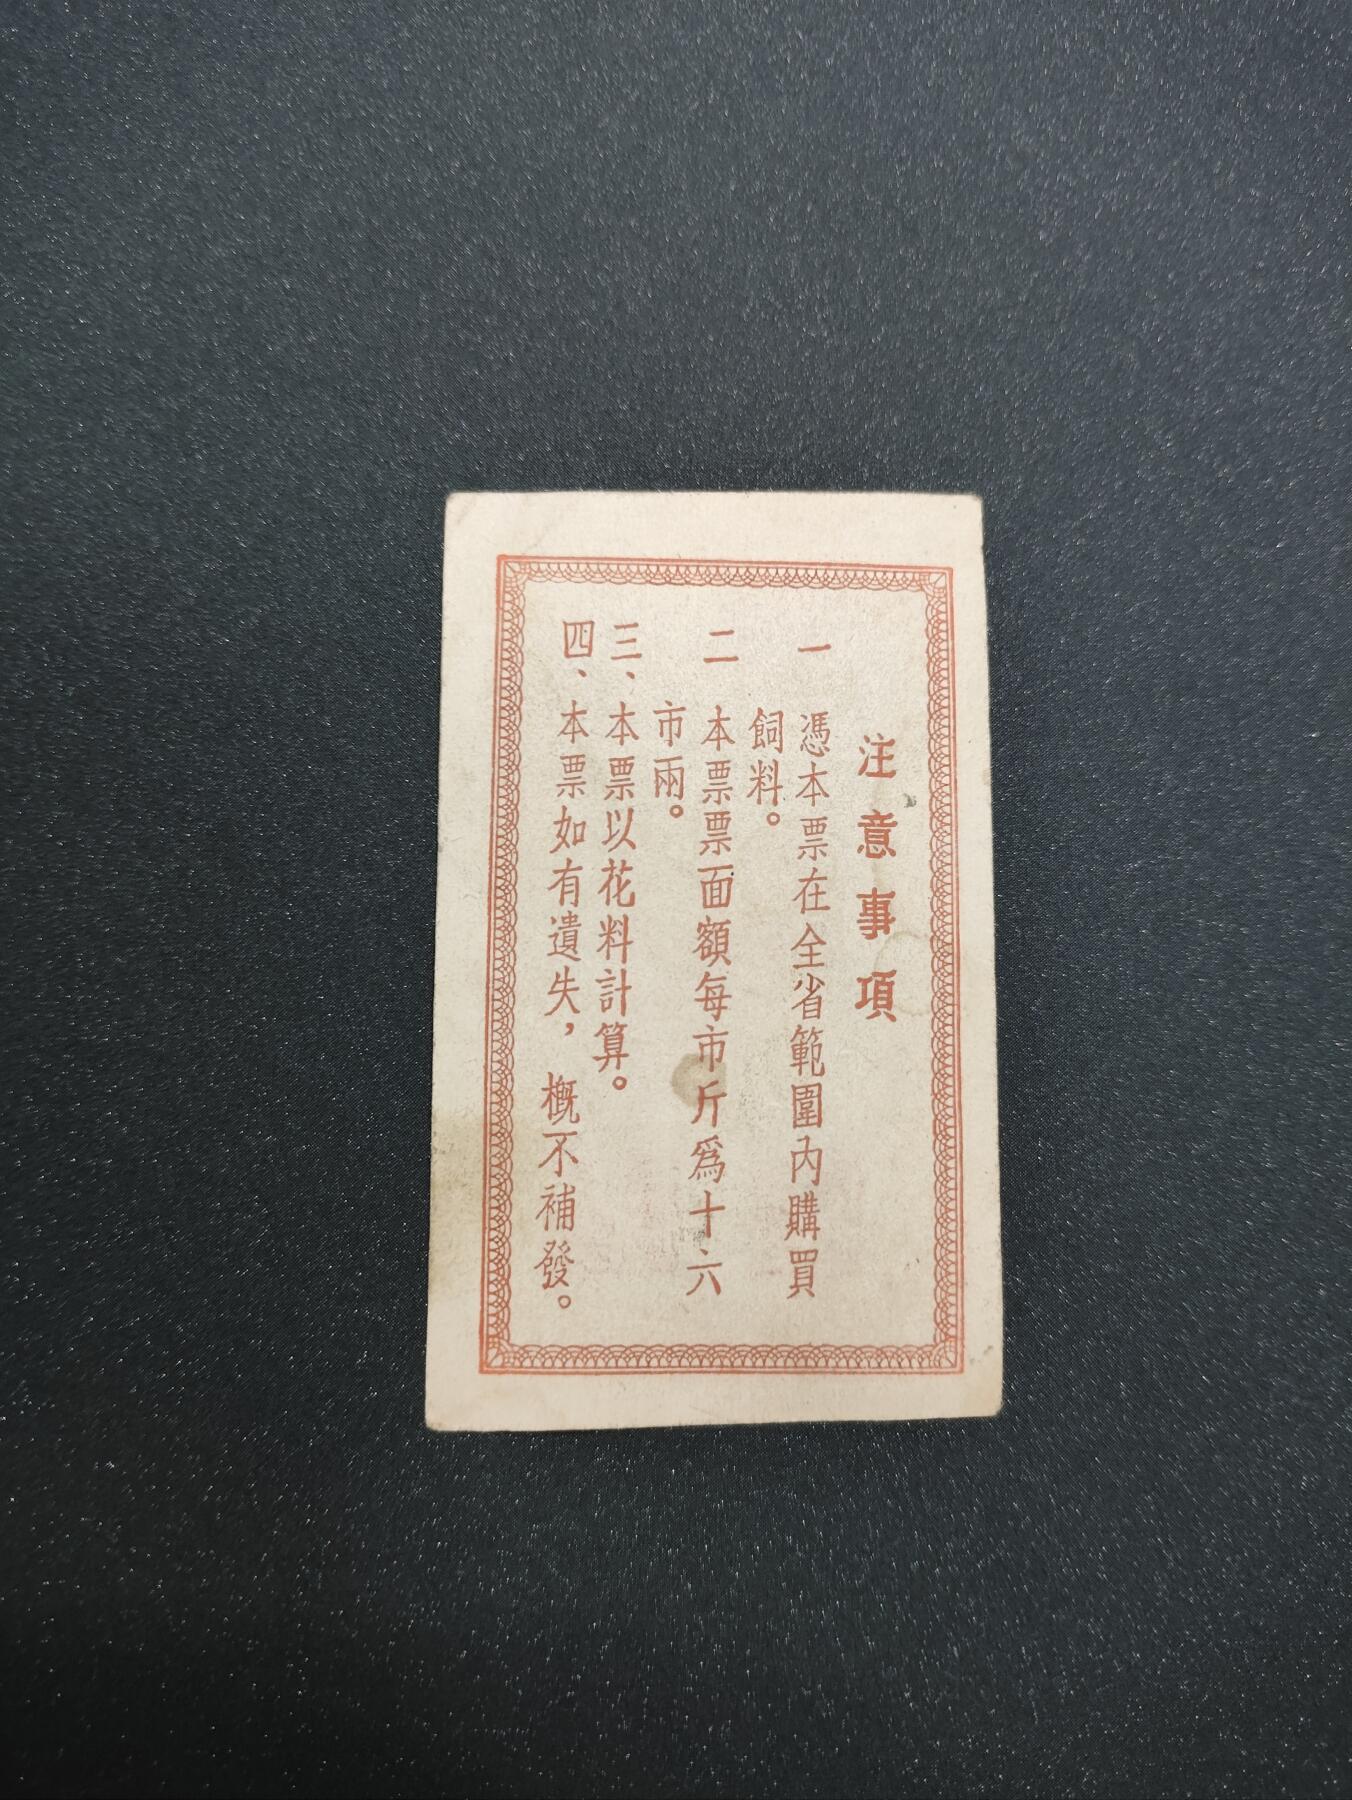 注意事項
一 憑本票在全省範圍內購買
飼料。
二 本票票面額每市斤爲十六
市兩。
三、本票以花料計算。
四、本票如有遺失，概不補發。